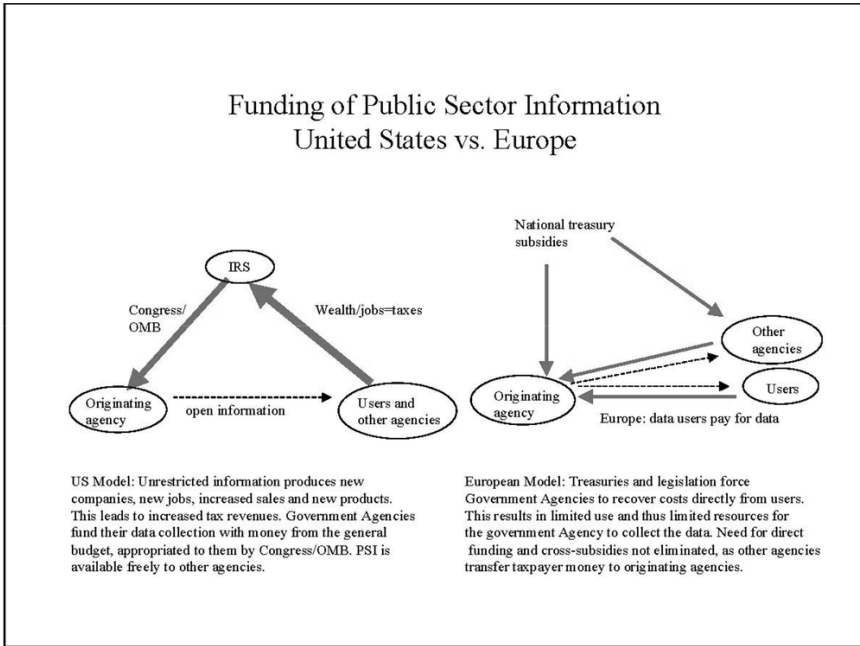 Funding of Public Sector Information
United States vs. Europe
IRS
Congress/
OMB
Wealth/jobs=taxes
Originating
agency
open information
Users and
other agencies
National treasury
subsidies
Other
agencies
Originating
agency
Users
Europe: data users pay for data
US Model: Unrestricted information produces new
companies, new jobs, increased sales and new products.
This leads to increased tax revenues. Government Agencies
fund their data collection with money from the general
budget, appropriated to them by Congress/OMB. PSI is
available freely to other agencies.
European Model: Treasuries and legislation force
Government Agencies to recover costs directly from users.
This results in limited use and thus limited resources for
the government Agency to collect the data. Need for direct
funding and cross-subsidies not eliminated, as other agencies
transfer taxpayer money to originating agencies.